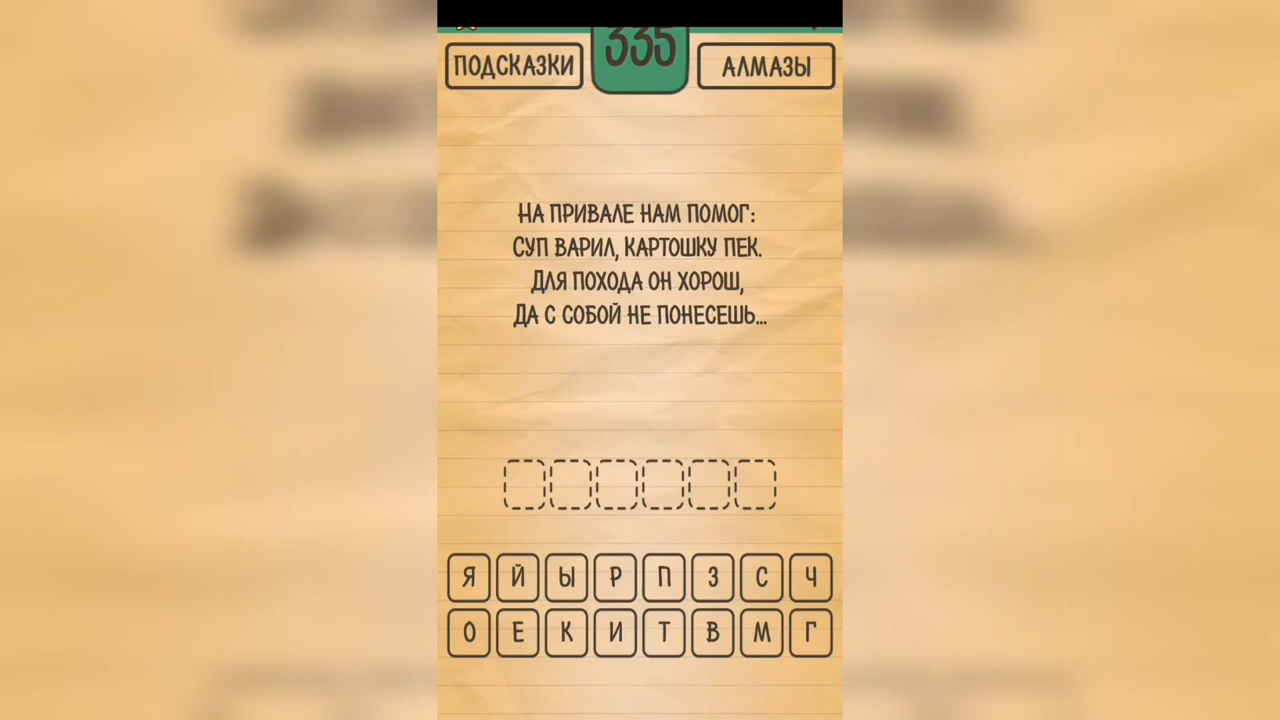 335
ПОДСКАЗКИ
АЛМАЗЫ
НА ПРИВАЛЕ НАМ ПОМОГ:
СУП ВАРИЛ, КАРТОШКУ ПЕК.
ДЛЯ ПОХОДА ОН ХОРОШ,
ДА С СОБОЙ НЕ ПОНЕСЕШЬ...
Я Й Ы Р П З С Ч
О Е К И Т В М Г